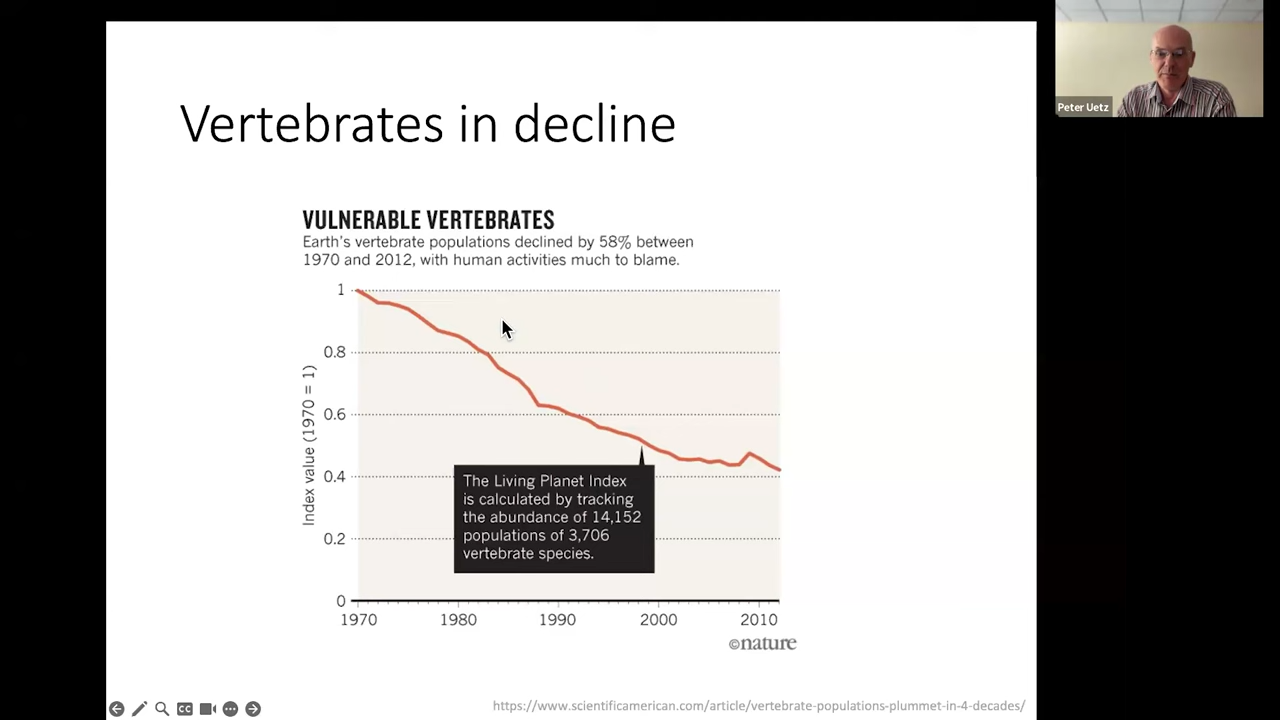 Vertebrates in decline
Peter Uetz
VULNERABLE VERTEBRATES
Earth's vertebrate populations declined by 58% between
1970 and 2012, with human activities much to blame.
1
0.8
0.6
0.4
0.2
0
Index value (1970 = 1)
The Living Planet Index
is calculated by tracking
the abundance of 14,152
populations of 3,706
vertebrate species.
1970 1980 1990 2000 2010
©nature
CC
https://www.scientificamerican.com/article/vertebrate-populations-plummet-in-4-decades/